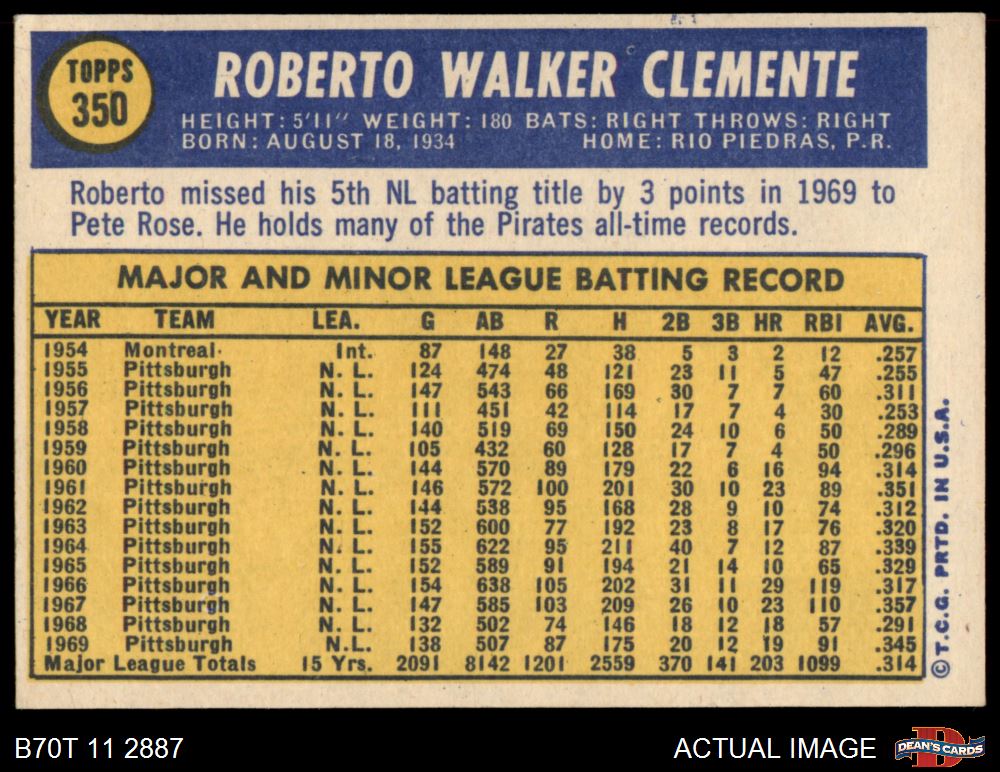 TOPPS
350
ROBERTO WALKER CLEMENTE
HEIGHT: 5'11" WEIGHT: 180 BATS: RIGHT THROWS: RIGHT
BORN: AUGUST 18, 1934 HOME: RIO PIEDRAS, P.R.
Roberto missed his 5th NL batting title by 3 points in 1969 to
Pete Rose. He holds many of the Pirates all-time records.
MAJOR AND MINOR LEAGUE BATTING RECORD
YEAR TEAM LEA. G AB R H 2B 3B HR RBI AVG.
1954 Montreal Int. 87 148 27 38 5 3 2 12 .257
1955 Pittsburgh N. L. 124 474 48 121 23 11 5 47 .255
1956 Pittsburgh N. L. 147 543 66 169 30 7 7 60 .311
1957 Pittsburgh N. L. 111 451 42 114 17 7 4 30 .253
1958 Pittsburgh N. L. 140 519 69 150 24 10 6 50 .289
1959 Pittsburgh N. L. 105 432 60 128 17 7 4 50 .296
1960 Pittsburgh N. L. 144 570 89 179 22 6 16 94 .314
1961 Pittsburgh N. L. 146 572 100 201 30 10 23 89 .351
1962 Pittsburgh N. L. 144 538 95 168 28 9 10 74 .312
1963 Pittsburgh N. L. 152 600 77 192 23 8 17 76 .320
1964 Pittsburgh N. L. 155 622 95 211 40 7 12 87 .339
1965 Pittsburgh N. L. 152 589 91 194 21 14 10 65 .329
1966 Pittsburgh N. L. 154 638 105 202 31 11 29 119 .317
1967 Pittsburgh N. L. 147 585 103 209 26 10 23 110 .357
1968 Pittsburgh N. L. 132 502 74 146 18 12 18 57 .291
1969 Pittsburgh N.L. 138 507 87 175 20 12 19 91 .345
Major League Totals 15 Yrs. 2091 8142 1201 2559 370 141 203 1099 .314
© T.C.G. PRTD. IN U.S.A.
B70T 11 2887
ACTUAL IMAGE
D
DEAN'S CARDS